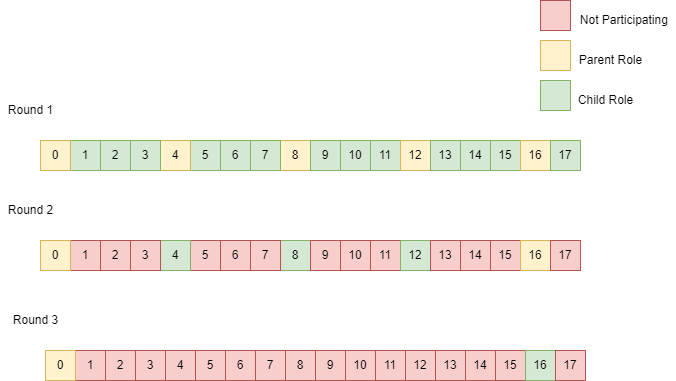 Not Participating
Parent Role
Child Role
Round 1
0 1 2 3 4 5 6 7 8 9 10 11 12 13 14 15 16 17
Round 2
0 1 2 3 4 5 6 7 8 9 10 11 12 13 14 15 16 17
Round 3
0 1 2 3 4 5 6 7 8 9 10 11 12 13 14 15 16 17